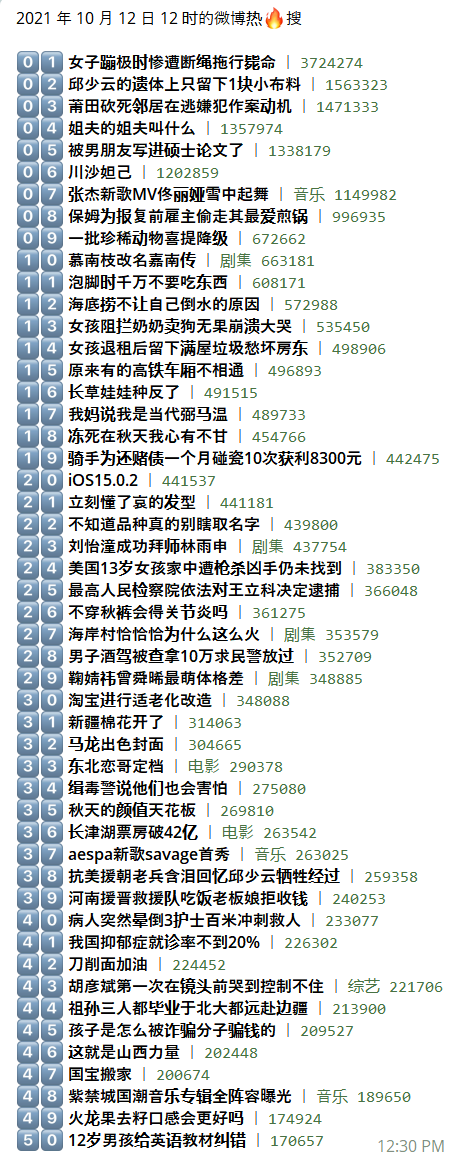 2021 年 10 月 12 日 12 时的微博热🔥搜
01 女子蹦极时惨遭断绳拖行毙命 | 3724274
02 邱少云的遗体上只留下1块小布料 | 1563323
03 莆田砍死邻居在逃嫌犯作案动机 | 1471333
04 姐夫的姐夫叫什么 | 1357974
05 被男朋友写进硕士论文了 | 1338179
06 川沙妲己 | 1202859
07 张杰新歌MV佟丽娅雪中起舞 | 音乐 1149982
08 保姆为报复前雇主偷走其最爱煎锅 | 996935
09 一批珍稀动物喜提降级 | 672662
10 慕南枝改名嘉南传 | 剧集 663181
11 泡脚时千万不要吃东西 | 608171
12 海底捞不让自己倒水的原因 | 572988
13 女孩阻拦奶奶卖狗无果崩溃大哭 | 535450
14 女孩退租后留下满屋垃圾愁坏房东 | 498906
15 原来有的高铁车厢不相通 | 496893
16 长草娃娃种反了 | 491515
17 我妈说我是当代弼马温 | 489733
18 冻死在秋天我心有不甘 | 454766
19 骑手为还赌债一个月碰瓷10次获利8300元 | 442475
20 iOS15.0.2 | 441537
21 立刻懂了哀的发型 | 441181
22 不知道品种真的别瞎取名字 | 439800
23 刘怡潼成功拜师林雨申 | 剧集 437754
24 美国13岁女孩家中遭枪杀凶手仍未找到 | 383350
25 最高人民检察院依法对王立科决定逮捕 | 366048
26 不穿秋裤会得关节炎吗 | 361275
27 海岸村恰恰恰为什么这么火 | 剧集 353579
28 男子酒驾被查拿10万求民警放过 | 352709
29 鞠婧祎曾舜晞最萌体格差 | 剧集 348885
30 淘宝进行适老化改造 | 348088
31 新疆棉花开了 | 314063
32 马龙出色封面 | 304665
33 东北恋哥定档 | 电影 290378
34 缉毒警说他们也会害怕 | 275080
35 秋天的颜值天花板 | 269810
36 长津湖票房破42亿 | 电影 263542
37 aespa新歌savage首秀 | 音乐 263025
38 抗美援朝老兵含泪回忆邱少云牺牲经过 | 259358
39 河南援晋救援队吃饭老板娘拒收钱 | 240253
40 病人突然晕倒3护士百米冲刺救人 | 233077
41 我国抑郁症就诊率不到20% | 226302
42 刀削面加油 | 224452
43 胡彦斌第一次在镜头前哭到控制不住 | 综艺 221706
44 祖孙三人都毕业于北大都远赴边疆 | 213900
45 孩子是怎么被诈骗分子骗钱的 | 209527
46 这就是山西力量 | 202448
47 国宝搬家 | 200674
48 紫禁城国潮音乐专辑全阵容曝光 | 音乐 189650
49 火龙果去籽口感会更好吗 | 174924
50 12岁男孩给英语教材纠错 | 170657
12:30 PM